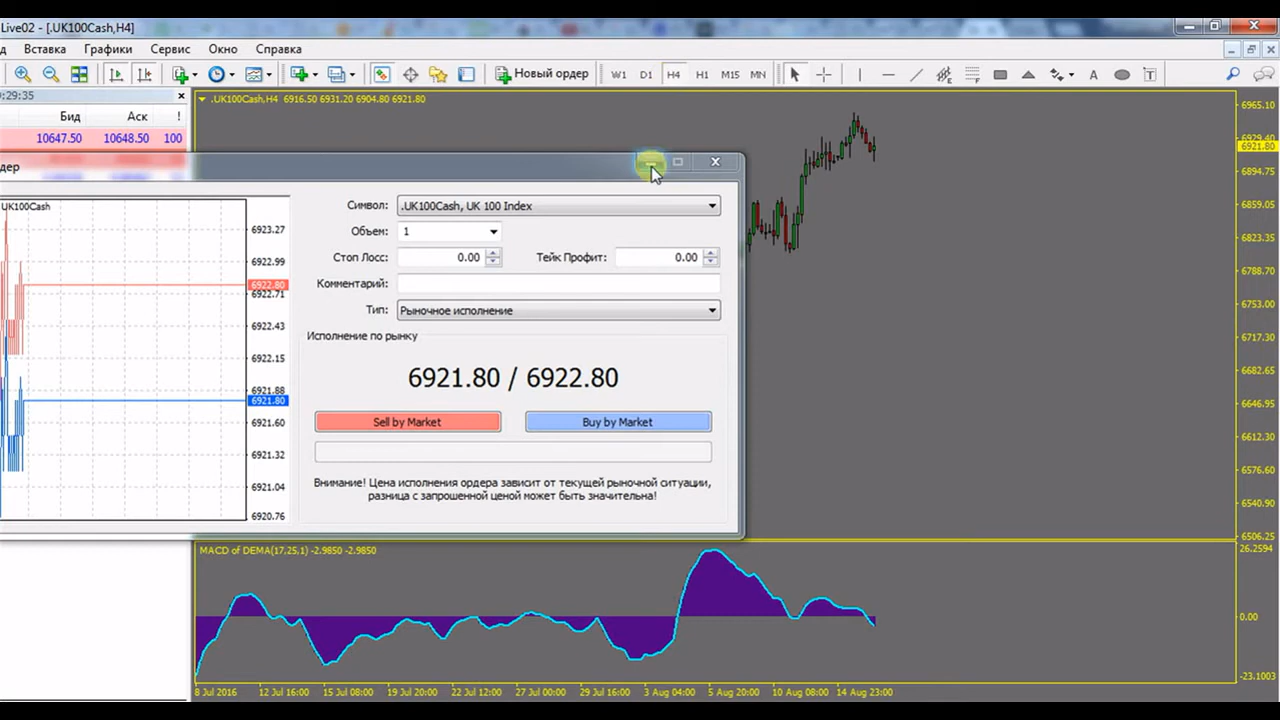 Live02 - [.UK100Cash,H4]
Вставка Графики Сервис Окно Справка
Новый ордер W1 D1 H4 H1 M15 MN A T
:29:35
Бид Аск !
10647.50 10648.50 100
.UK100Cash,H4 6916.50 6931.20 6904.80 6921.80
дер
UK100Cash
6923.27
6922.99
6922.80
6922.71
6922.43
6922.15
6921.88
6921.80
6921.60
6921.32
6921.04
6920.76
Символ: .UK100Cash, UK 100 Index
Объем: 1
Стоп Лосс: 0.00 Тейк Профит: 0.00
Комментарий:
Тип: Рыночное исполнение
Исполнение по рынку
6921.80 / 6922.80
Sell by Market Buy by Market
Внимание! Цена исполнения ордера зависит от текущей рыночной ситуации,
разница с запрошенной ценой может быть значительна!
6965.10
6929.40
6921.80
6894.75
6859.05
6823.35
6788.70
6753.00
6717.30
6682.65
6646.95
6612.30
6576.60
6540.90
6506.25
MACD of DEMA(17,25,1) -2.9850 -2.9850
26.2594
0.00
-23.1003
8 Jul 2016 12 Jul 16:00 15 Jul 08:00 19 Jul 20:00 22 Jul 12:00 27 Jul 00:00 29 Jul 16:00 3 Aug 04:00 5 Aug 20:00 10 Aug 08:00 14 Aug 23:00